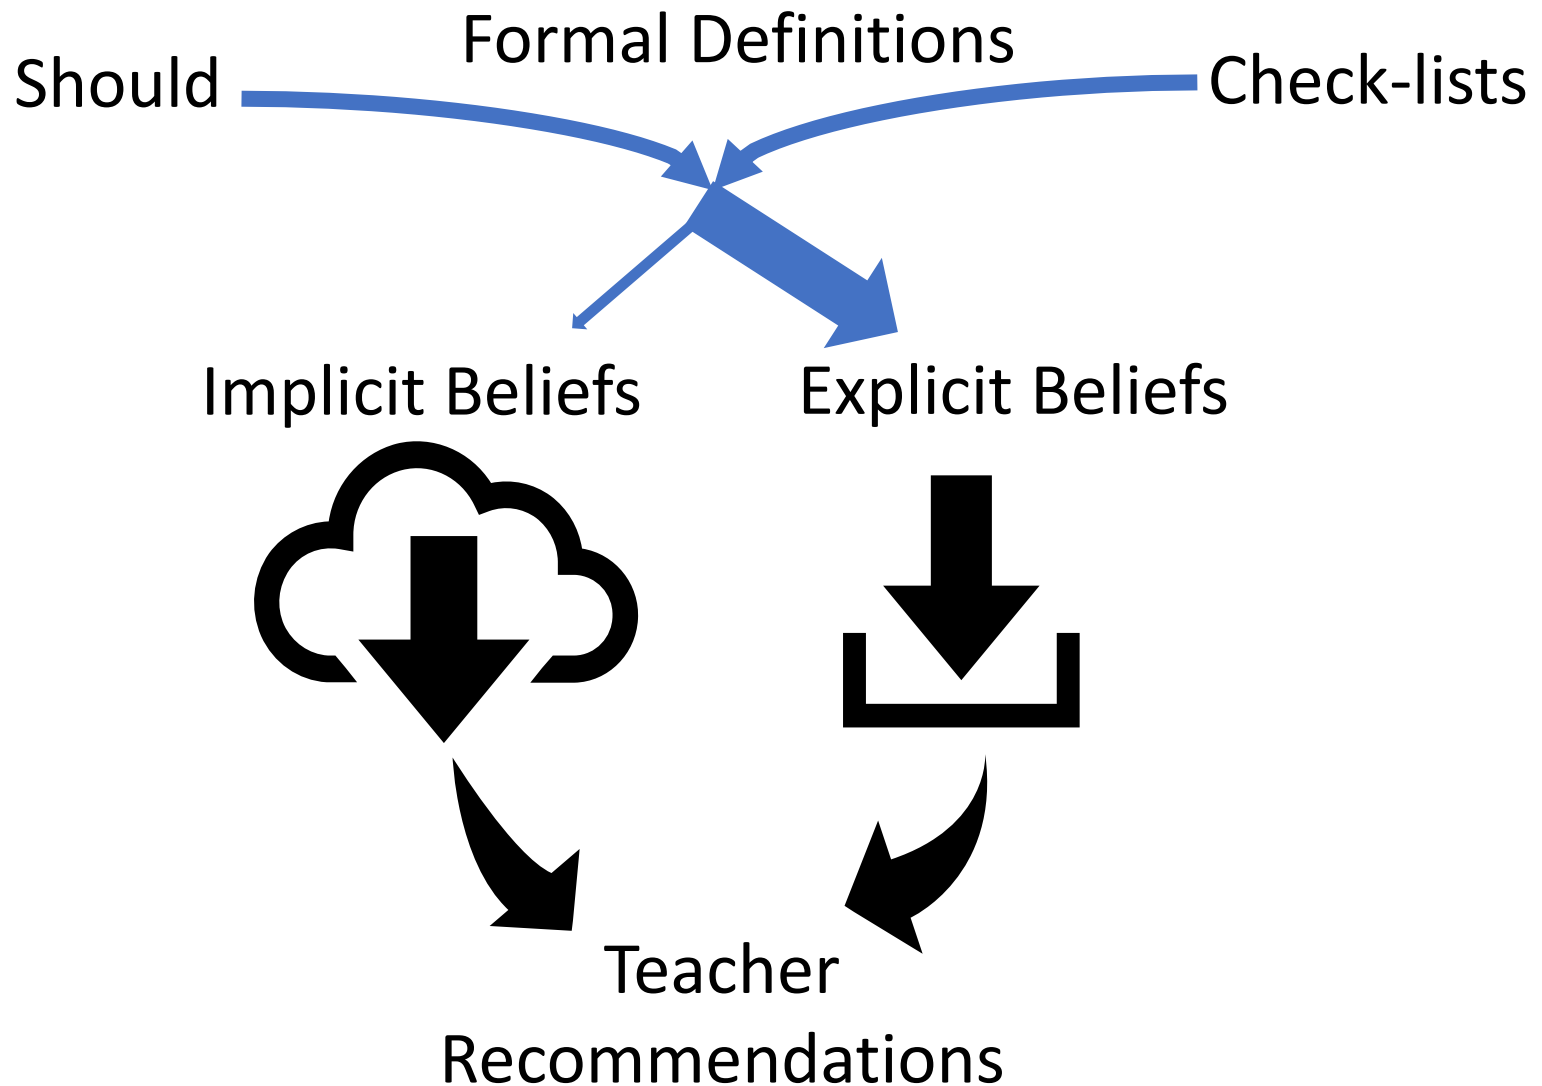 Formal Definitions
Should
Check-lists
Implicit Beliefs
Explicit Beliefs
Teacher
Recommendations